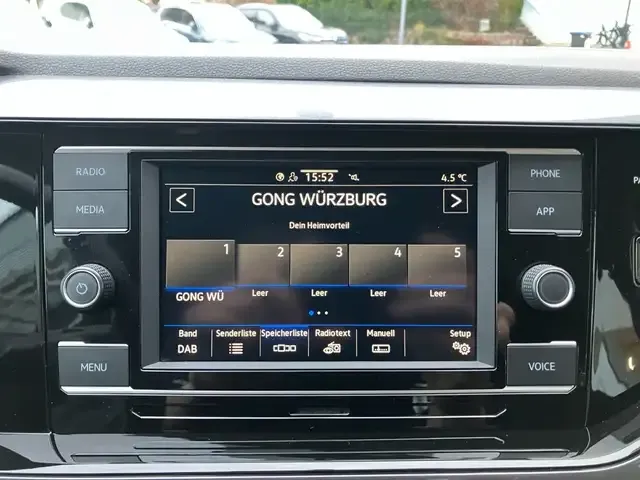 RADIO
MEDIA
MENU
PHONE
APP
VOICE
15:52
4.5 °C
< GONG WÜRZBURG >
Dein Heimvorteil
1 2 3 4 5
GONG WÜ Leer Leer Leer Leer
Band Senderliste Speicherliste Radiotext Manuell Setup
DAB
PA